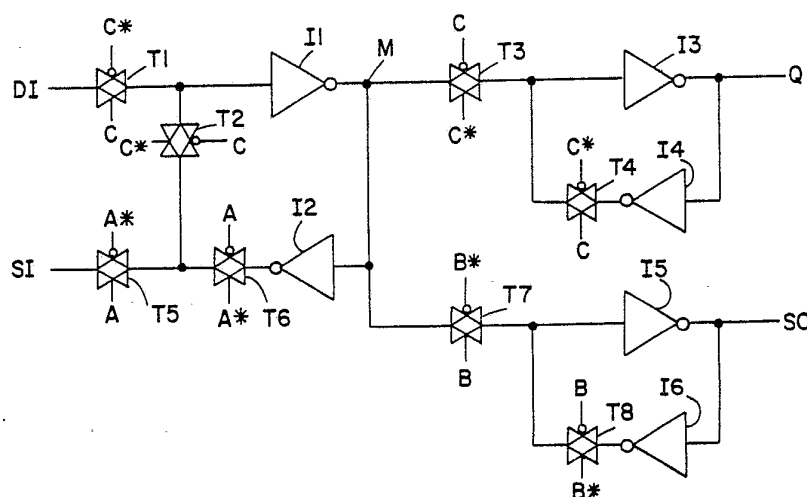 C* T1 I1 M C T3 I3
DI Q
C C* T2 C C* C* T4 I4
A* A I2 C
SI B* I5
A T5 A* T6 T7 SO
B B T8 I6
B*